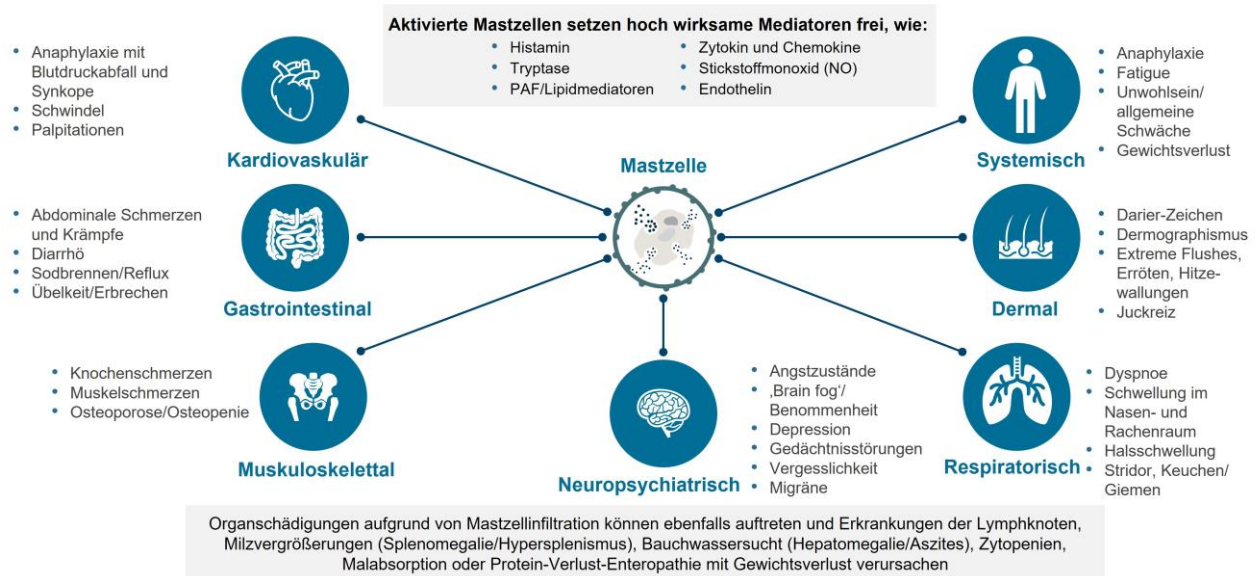 Aktivierte Mastzellen setzen hoch wirksame Mediatoren frei, wie:
• Histamin
• Tryptase
• PAF/Lipidmediatoren
• Zytokin und Chemokine
• Stickstoffmonoxid (NO)
• Endothelin
• Anaphylaxie mit
Blutdruckabfall und
Synkope
• Schwindel
• Palpitationen
Kardiovaskulär
• Abdominale Schmerzen
und Krämpfe
• Diarrhö
• Sodbrennen/Reflux
• Übelkeit/Erbrechen
Gastrointestinal
• Knochenschmerzen
• Muskelschmerzen
• Osteoporose/Osteopenie
Muskuloskelettal
Mastzelle
• Angstzustände
• ‚Brain fog‘/
Benommenheit
• Depression
• Gedächtnisstörungen
• Vergesslichkeit
• Migräne
Neuropsychiatrisch
• Anaphylaxie
• Fatigue
• Unwohlsein/
allgemeine
Schwäche
• Gewichtsverlust
Systemisch
• Darier-Zeichen
• Dermographismus
• Extreme Flushes,
Erröten, Hitze-
wallungen
• Juckreiz
Dermal
• Dyspnoe
• Schwellung im
Nasen- und
Rachenraum
• Halsschwellung
• Stridor, Keuchen/
Giemen
Respiratorisch
Organschädigungen aufgrund von Mastzellinfiltration können ebenfalls auftreten und Erkrankungen der Lymphknoten,
Milzvergrößerungen (Splenomegalie/Hypersplenismus), Bauchwassersucht (Hepatomegalie/Aszites), Zytopenien,
Malabsorption oder Protein-Verlust-Enteropathie mit Gewichtsverlust verursachen